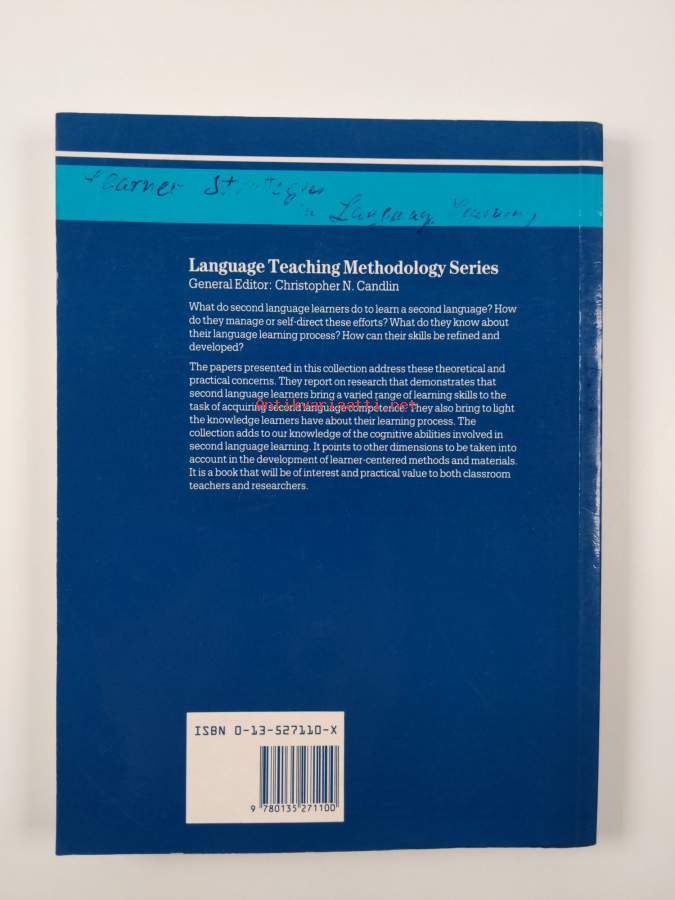 Learner Strategies
in Language Learning
Language Teaching Methodology Series
General Editor: Christopher N. Candlin
What do second language learners do to learn a second language? How
do they manage or self-direct these efforts? What do they know about
their language learning process? How can their skills be refined and
developed?
The papers presented in this collection address these theoretical and
practical concerns. They report on research that demonstrates that
second language learners bring a varied range of learning skills to the
task of acquiring second language competence. They also bring to light
Antikvariaatti.net
the knowledge learners have about their learning process. The
collection adds to our knowledge of the cognitive abilities involved in
second language learning. It points to other dimensions to be taken into
account in the development of learner-centered methods and materials.
It is a book that will be of interest and practical value to both classroom
teachers and researchers.
ISBN 0-13-527110-X
9 780135 271100